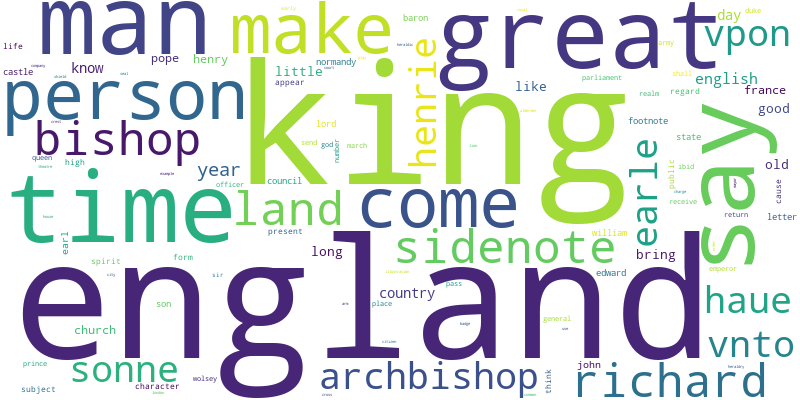 man make great
life baron day duke
vpon
pope henry normandy know
castle little appear
henrie
like english
person king
bishop lord footnote
france good regard realm
parliament shall army
queen high year
send god number march
earle say
state public ibid old
cause
time officer council
land come receive
return letter
earl present william
long sidenote bring
spirit form sir
edward emperor
england country pass
son place
church general
haue
prince sonne
vnto
character wolsey
archbishop john
think richard
subject